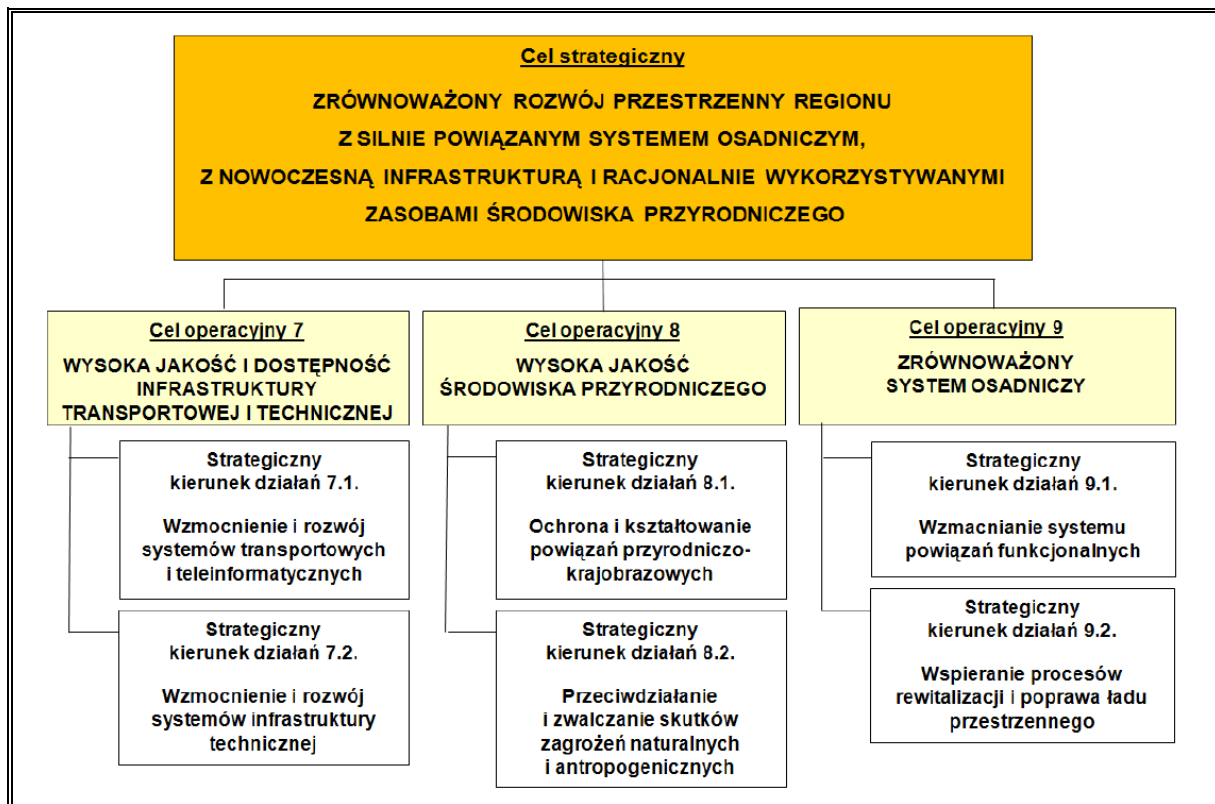 Cel strategiczny
ZRÓWNOWAŻONY ROZWÓJ PRZESTRZENNY REGIONU
Z SILNIE POWIĄZANYM SYSTEMEM OSADNICZYM,
Z NOWOCZESNĄ INFRASTRUKTURĄ I RACJONALNIE WYKORZYSTYWANYMI
ZASOBAMI ŚRODOWISKA PRZYRODNICZEGO
Cel operacyjny 7
WYSOKA JAKOŚĆ I DOSTĘPNOŚĆ
INFRASTRUKTURY
TRANSPORTOWEJ I TECHNICZNEJ
Strategiczny
kierunek działań 7.1.
Wzmocnienie i rozwój
systemów transportowych
i teleinformatycznych
Strategiczny
kierunek działań 7.2.
Wzmocnienie i rozwój
systemów infrastruktury
technicznej
Cel operacyjny 8
WYSOKA JAKOŚĆ
ŚRODOWISKA PRZYRODNICZEGO
Strategiczny
kierunek działań 8.1.
Ochrona i kształtowanie
powiązań przyrodniczo-
krajobrazowych
Strategiczny
kierunek działań 8.2.
Przeciwdziałanie
i zwalczanie skutków
zagrożeń naturalnych
i antropogenicznych
Cel operacyjny 9
ZRÓWNOWAŻONY
SYSTEM OSADNICZY
Strategiczny
kierunek działań 9.1.
Wzmacnianie systemu
powiązań funkcjonalnych
Strategiczny
kierunek działań 9.2.
Wspieranie procesów
rewitalizacji i poprawa ładu
przestrzennego